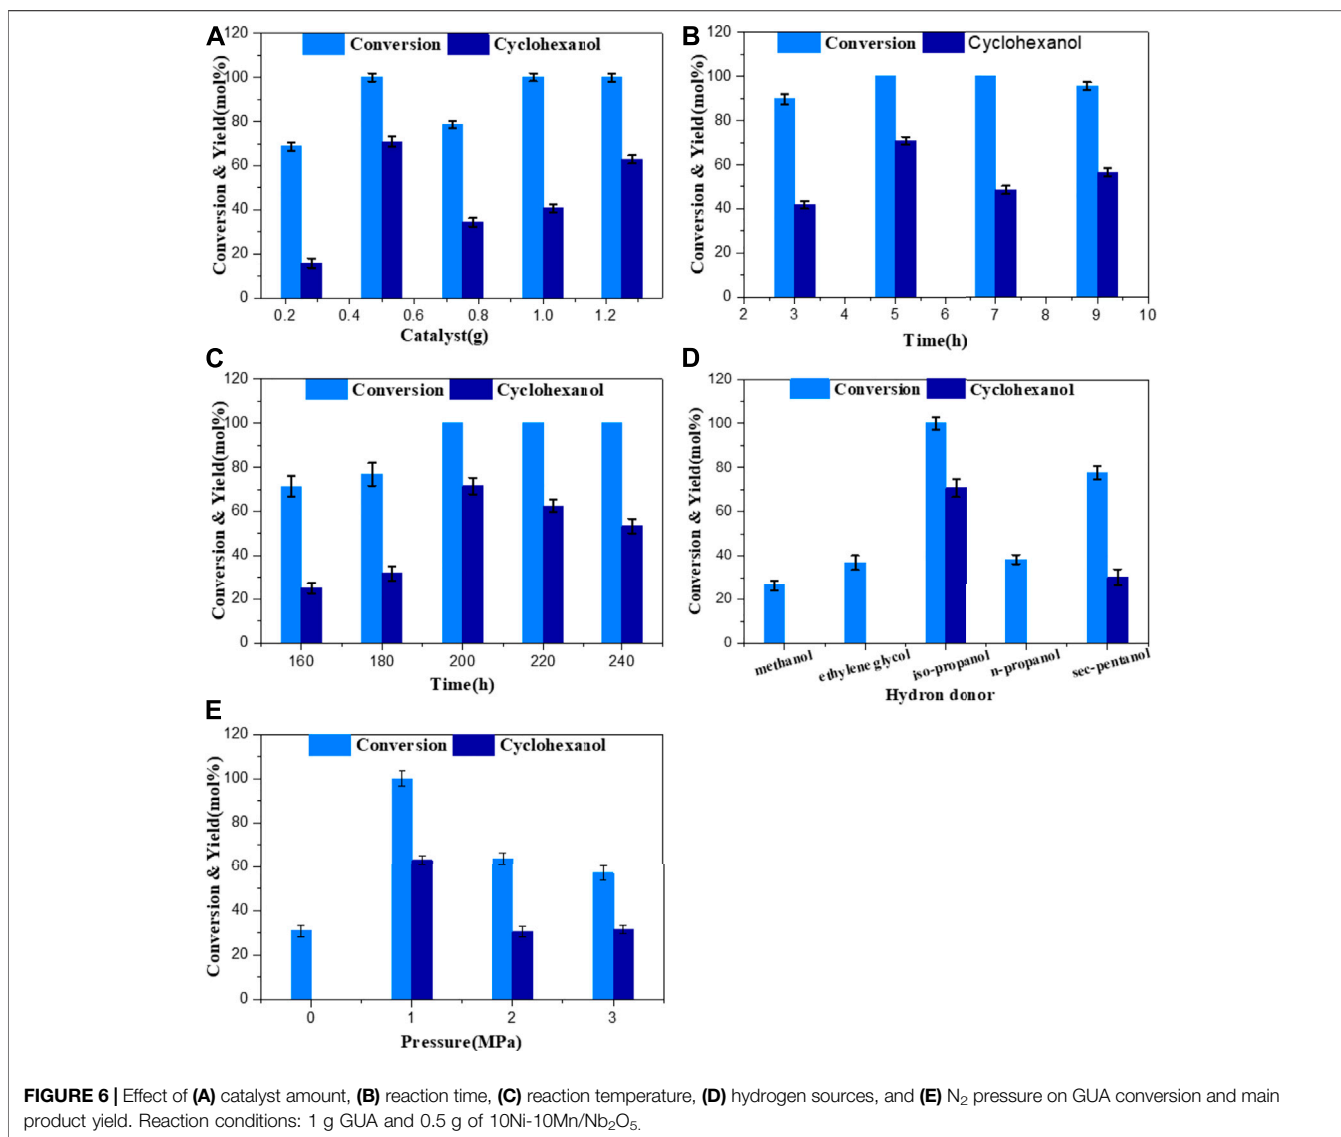 A
Conversion Cyclohexanol
Conversion & Yield(mol%)
120
100
80
60
40
20
0
0.2 0.4 0.6 0.8 1.0 1.2
Catalyst(g)
B
Conversion Cyclohexanol
Conversion & Yield(mol%)
120
100
80
60
40
20
0
2 3 4 5 6 7 8 9 10
Time(h)
C
Conversion Cyclohexanol
Conversion & Yield(mol%)
120
100
80
60
40
20
0
160 180 200 220 240
Time(h)
D
Conversion Cyclohexanol
Conversion & Yield(mol%)
120
100
80
60
40
20
0
methanol ethylene glycol iso-propanol n-propanol sec-pentanol
Hydron donor
E
Conversion Cyclohexanol
Conversion & Yield(mol%)
120
100
80
60
40
20
0
0 1 2 3
Pressure(MPa)
FIGURE 6 | Effect of (A) catalyst amount, (B) reaction time, (C) reaction temperature, (D) hydrogen sources, and (E) N₂ pressure on GUA conversion and main
product yield. Reaction conditions: 1 g GUA and 0.5 g of 10Ni-10Mn/Nb₂O₅.